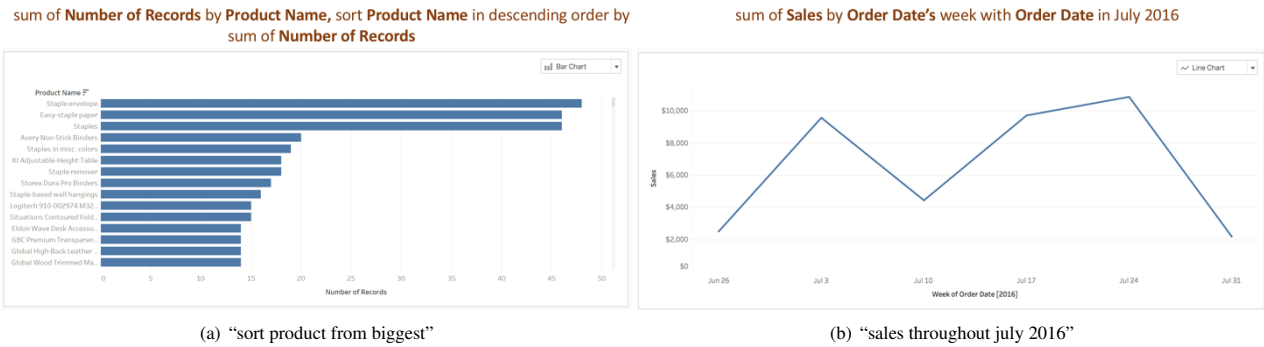 sum of Number of Records by Product Name, sort Product Name in descending order by
sum of Number of Records
Bar Chart
Product Name
Staple envelope
Easy-staple paper
Staples
Avery Non-Stick Binders
Staples in misc. colors
KI Adjustable-Height Table
Staple remover
Storex Dura Pro Binders
Staple-based wall hangings
Logitech 910-002974 M32..
Situations Contoured Fold..
Eldon Wave Desk Accesso..
GBC Premium Transparen..
Global High-Back Leather ..
Global Wood Trimmed Ma..
0 5 10 15 20 25 30 35 40 45 50
Number of Records
(a) “sort product from biggest”
sum of Sales by Order Date’s week with Order Date in July 2016
Line Chart
$10,000
$8,000
$6,000
$4,000
$2,000
$0
Sales
Jun 26 Jul 3 Jul 10 Jul 17 Jul 24 Jul 31
Week of Order Date [2016]
(b) “sales throughout july 2016”